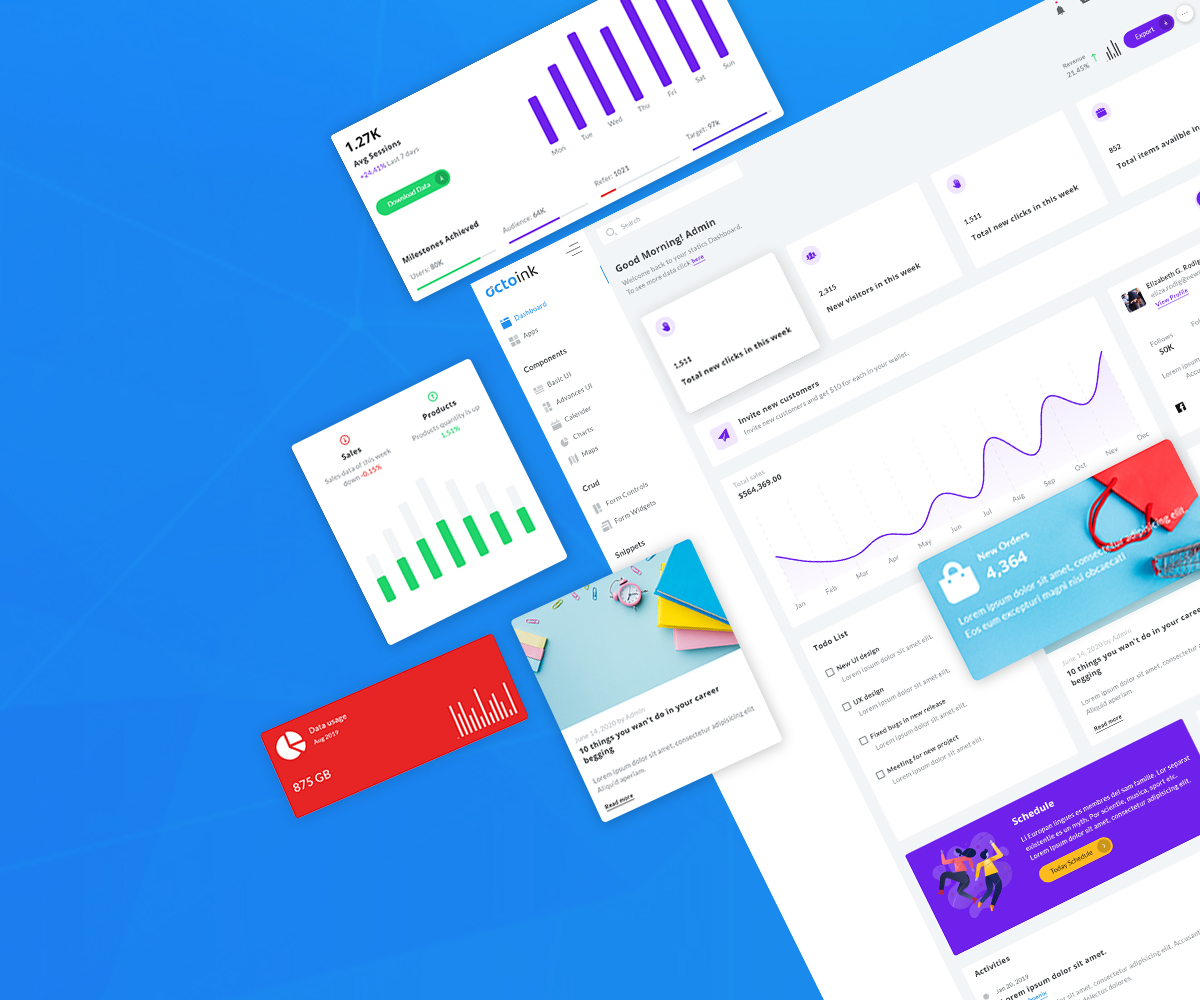 1.27K
Avg Sessions
+24.41% Last 7 days
Download Data
Mon
Tue
Wed
Thu
Fri
Sat
Sun
Milestones Achieved
Users: 80K
Audience: 64K
Refer: 1021
Target: 97k
Revenue
21.45%
Export
octoink
Search
Dashboard
Apps
Components
Basic UI
Advances UI
Calender
Charts
Maps
Crud
Form Controls
Form Widgets
Snippets
Good Morning! Admin
Welcome back to your statics Dashboard.
To see more data click here
1,511
Total new clicks in this week
2,315
New visitors in this week
1,511
Total new clicks in this week
852
Total items avalible in
Invite new customers
Invite new customers and get $10 for each in your wallet.
Elizabeth G. Rodig
eliza.rodig@newm
View Profile
Follows
50K
Lorem ipsum
Accu
Total sales
$564,369.00
Jan
Feb
Mar
Apr
May
Jun
Jul
Aug
Sep
Oct
Nov
Dec
Sales
Sales data of this week
down -0.15%
Products
Products quantity is up
1.51%
Data usage
Aug 2019
875 GB
June 14, 2020 by Admin
10 things you wan't do in your career
begging
Lorem ipsum dolor sit amet, consectetur adipisicing elit
Aliquid aperiam.
Read more
New Orders
4,364
Lorem ipsum dolor sit amet, consectetur adipisicing elit.
Eos eum excepturi magni nisi obcaecati
Todo List
New UI design
Lorem ipsum dolor sit amet elit.
UX design
Lorem ipsum dolor sit amet elit.
Fixed bugs in new release
Lorem ipsum dolor sit amet elit.
Meeting for new project
Lorem ipsum dolor sit amet elit.
June 14, 2020 by Admin
10 things you wan't do in your career
begging
Lorem ipsum dolor sit amet, consectetur
Aliquid aperiam.
Read more
Schedule
Li Europan lingues es membres del sam familie. Lor separat
existentie es un myth. Por scientie, musica, sport etc.
Lorem ipsum dolor sit amet, consectetur adipisicing elit.
Today Schedule
Activities
Jan 20, 2019
Lorem ipsum dolor sit amet.
sit amet, consectetur adipisicing elit. Accusant
delectus dolores.